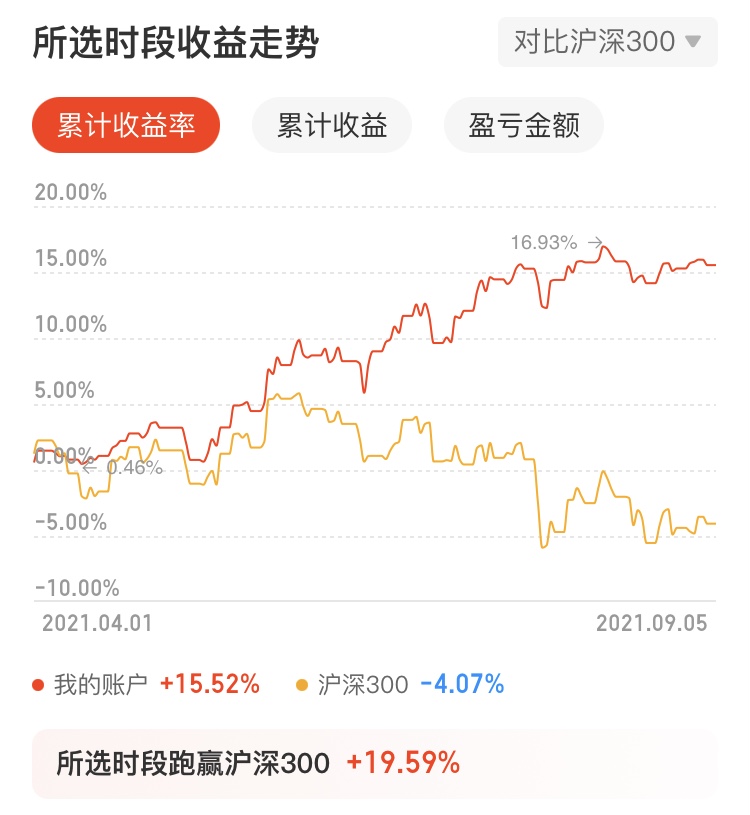 所选时段收益走势 对比沪深300
累计收益率 累计收益 盈亏金额
20.00%
16.93% →
15.00%
10.00%
5.00%
0.00%
← 0.46%
-5.00%
-10.00%
2021.04.01 2021.09.05
我的账户 +15.52% 沪深300 -4.07%
所选时段跑赢沪深300 +19.59%